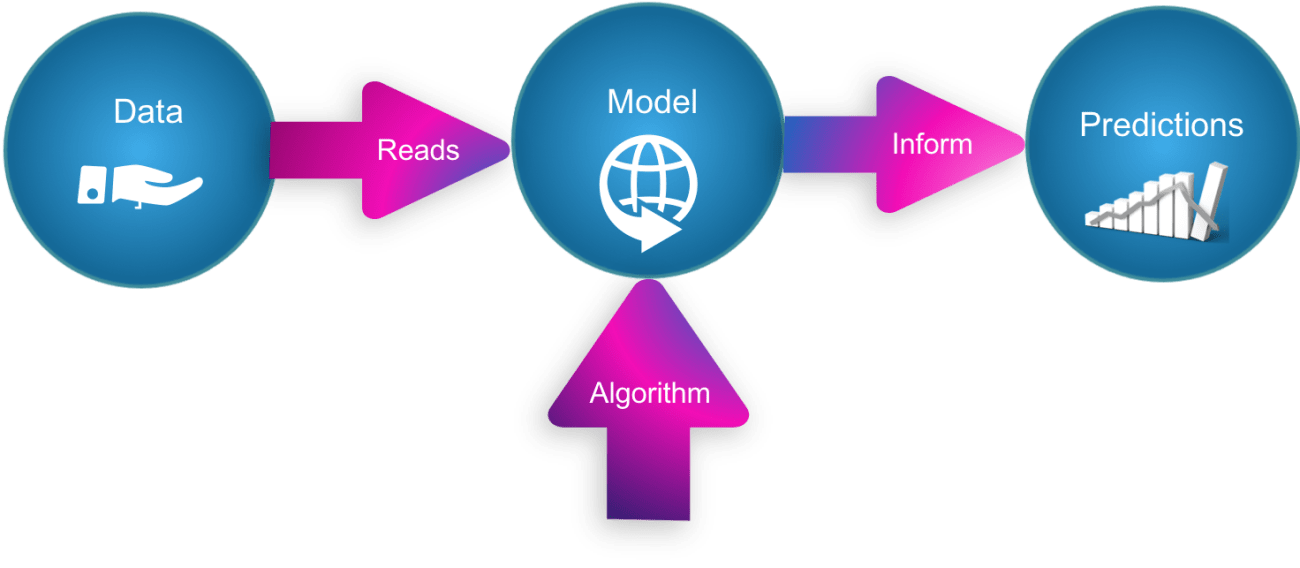 Data
Reads
Model
Inform
Predictions
Algorithm